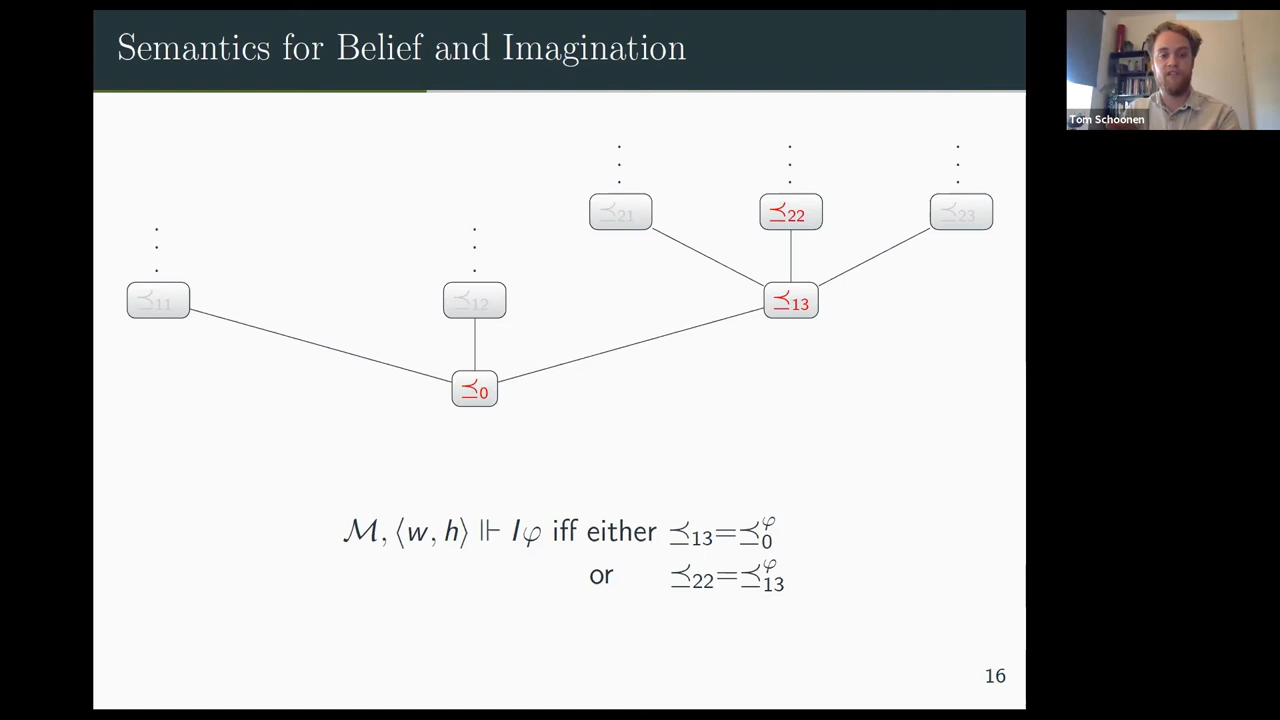 Semantics for Belief and Imagination
Tom Schoonen
⪯21 ⪯22 ⪯23
⪯11 ⪯12 ⪯13
⪯0
ℳ, ⟨w, h⟩ ⊩ Iφ iff either ⪯₁₃=⪯₀^φ
or ⪯₂₂=⪯₁₃^φ
16